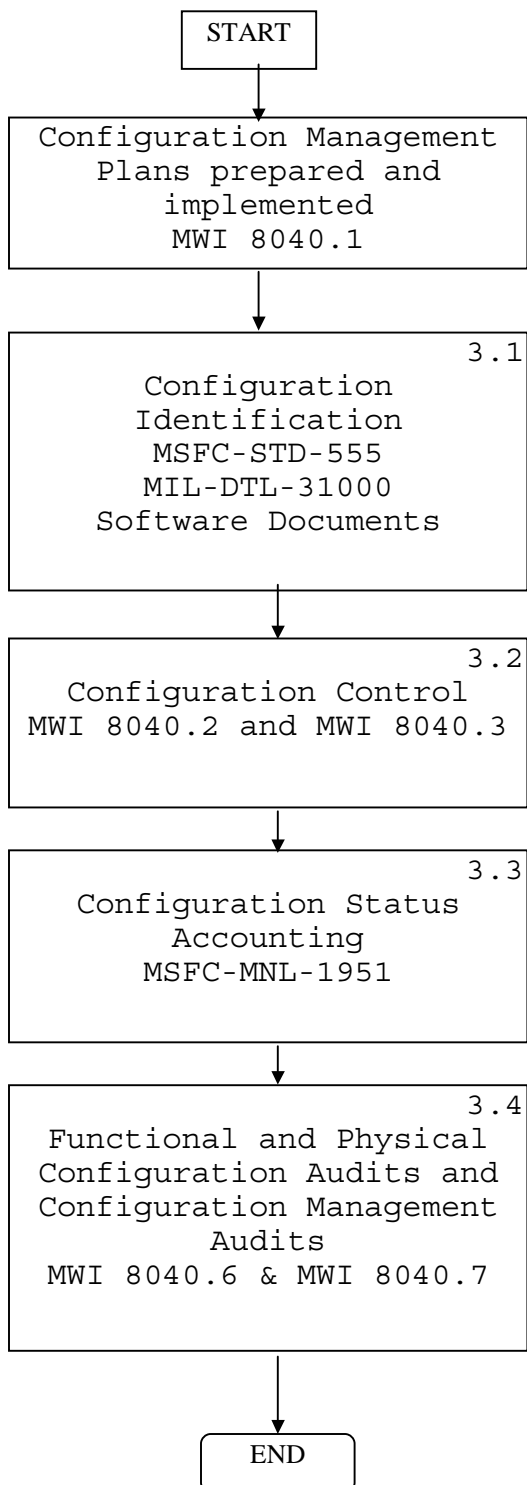 START
Configuration Management
Plans prepared and
implemented
MWI 8040.1
3.1
Configuration
Identification
MSFC-STD-555
MIL-DTL-31000
Software Documents
3.2
Configuration Control
MWI 8040.2 and MWI 8040.3
3.3
Configuration Status
Accounting
MSFC-MNL-1951
3.4
Functional and Physical
Configuration Audits and
Configuration Management
Audits
MWI 8040.6 & MWI 8040.7
END